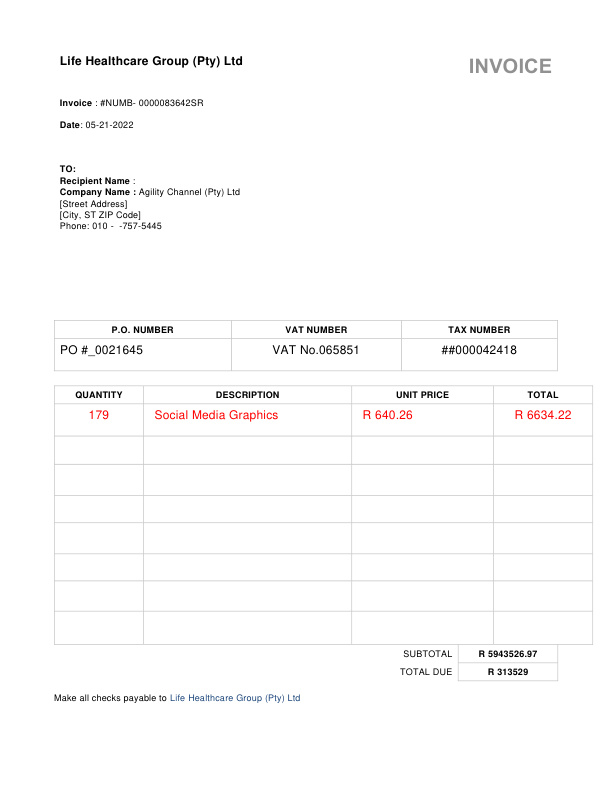 Life Healthcare Group (Pty) Ltd
INVOICE
Invoice : #NUMB- 0000083642SR
Date: 05-21-2022
TO:
Recipient Name :
Company Name : Agility Channel (Pty) Ltd
[Street Address]
[City, ST ZIP Code]
Phone: 010 - -757-5445
P.O. NUMBER VAT NUMBER TAX NUMBER
PO #_0021645 VAT No.065851 ##000042418
QUANTITY DESCRIPTION UNIT PRICE TOTAL
179 Social Media Graphics R 640.26 R 6634.22
SUBTOTAL R 5943526.97
TOTAL DUE R 313529
Make all checks payable to Life Healthcare Group (Pty) Ltd